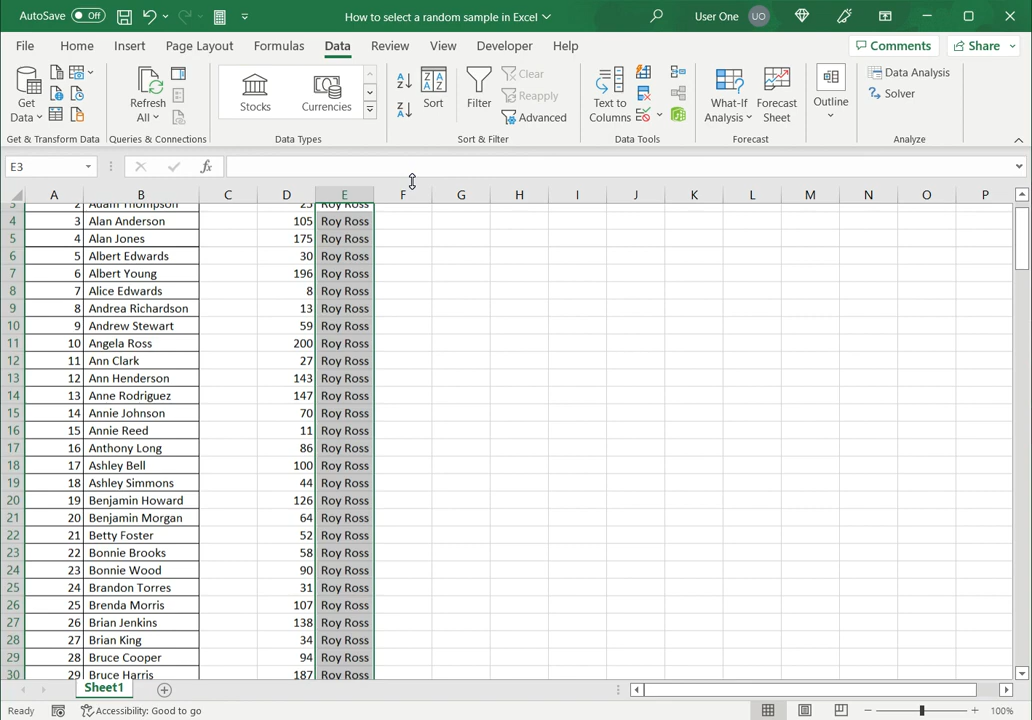 AutoSave Off How to select a random sample in Excel User One UO
File Home Insert Page Layout Formulas Data Review View Developer Help Comments Share
Get Data
Refresh All
Stocks
Currencies
Sort
Filter
Clear
Reapply
Advanced
Text to Columns
What-If Analysis
Forecast Sheet
Outline
Data Analysis
Solver
Get & Transform Data Queries & Connections Data Types Sort & Filter Data Tools Forecast Analyze
E3 fx
A B C D E F G H I J K L M N O P
3 2 Adam Thompson 25 Roy Ross
4 3 Alan Anderson 105 Roy Ross
5 4 Alan Jones 175 Roy Ross
6 5 Albert Edwards 30 Roy Ross
7 6 Albert Young 196 Roy Ross
8 7 Alice Edwards 8 Roy Ross
9 8 Andrea Richardson 13 Roy Ross
10 9 Andrew Stewart 59 Roy Ross
11 10 Angela Ross 200 Roy Ross
12 11 Ann Clark 27 Roy Ross
13 12 Ann Henderson 143 Roy Ross
14 13 Anne Rodriguez 147 Roy Ross
15 14 Annie Johnson 70 Roy Ross
16 15 Annie Reed 11 Roy Ross
17 16 Anthony Long 86 Roy Ross
18 17 Ashley Bell 100 Roy Ross
19 18 Ashley Simmons 44 Roy Ross
20 19 Benjamin Howard 126 Roy Ross
21 20 Benjamin Morgan 64 Roy Ross
22 21 Betty Foster 52 Roy Ross
23 22 Bonnie Brooks 58 Roy Ross
24 23 Bonnie Wood 90 Roy Ross
25 24 Brandon Torres 31 Roy Ross
26 25 Brenda Morris 107 Roy Ross
27 26 Brian Jenkins 138 Roy Ross
28 27 Brian King 34 Roy Ross
29 28 Bruce Cooper 94 Roy Ross
30 29 Bruce Harris 187 Roy Ross
Sheet1
Ready Accessibility: Good to go 100%